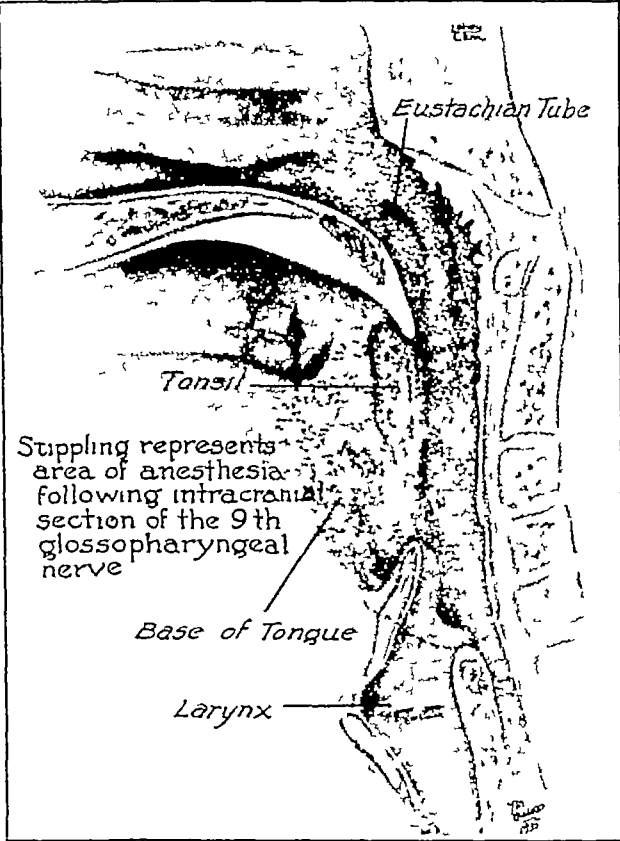 Eustachian Tube
Tonsil
Stippling represents
area of anesthesia
following intracranial
section of the 9th
glossopharyngeal
nerve
Base of Tongue
Larynx